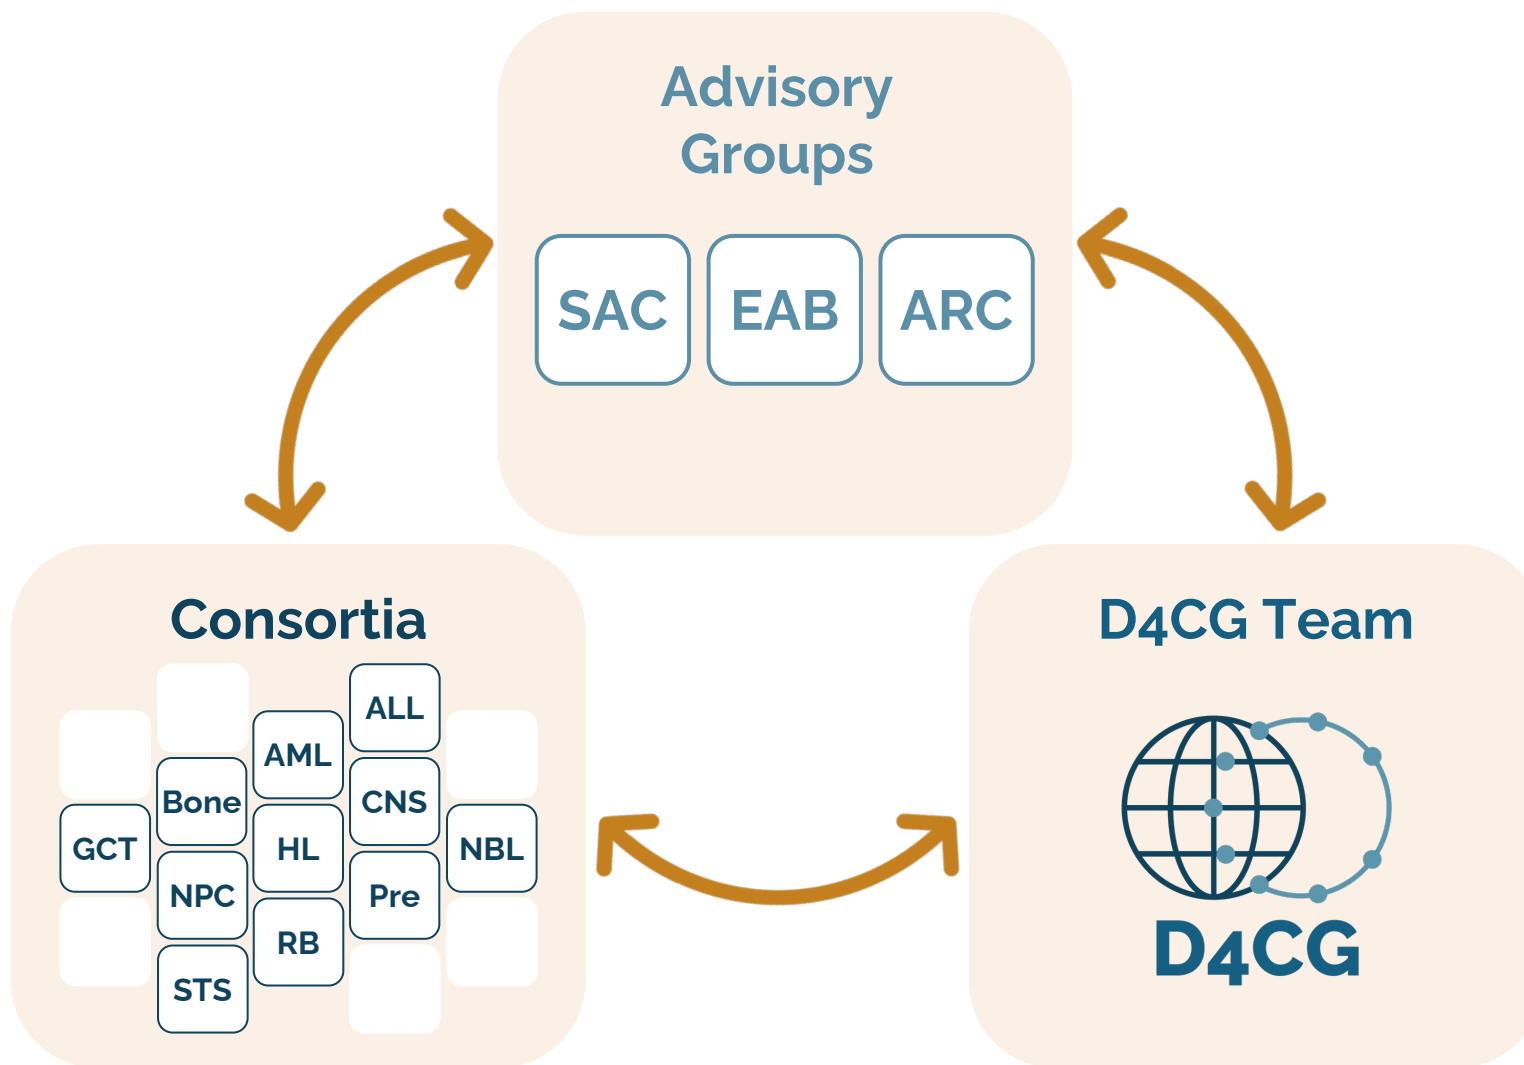 Advisory
Groups
SAC EAB ARC
Consortia
ALL
AML
Bone CNS
GCT HL NBL
NPC Pre
RB
STS
D4CG Team
D4CG